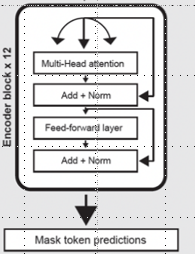 Encoder block x 12
Multi-Head attention
Add + Norm
Feed-forward layer
Add + Norm
Mask token predictions